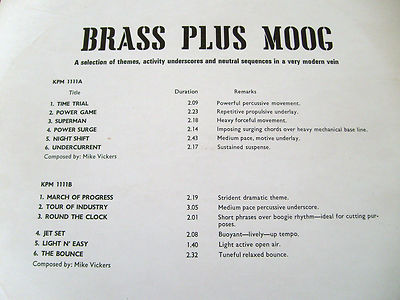 BRASS PLUS MOOG
A selection of themes, activity underscores and neutral sequences in a very modern vein
KPM 1111A
Title Duration Remarks
1. TIME TRIAL 2.09 Powerful percussive movement.
2. POWER GAME 2.23 Repetitive propulsive underlay.
3. SUPERMAN 2.18 Heavy forceful movement.
4. POWER SURGE 2.14 Imposing surging chords over heavy mechanical base line.
5. NIGHT SHIFT 2.43 Medium pace, motive underlay.
6. UNDERCURRENT 2.17 Sustained suspense.
Composed by: Mike Vickers
KPM 1111B
1. MARCH OF PROGRESS 2.19 Strident dramatic theme.
2. TOUR OF INDUSTRY 3.05 Medium pace percussive underscore.
3. ROUND THE CLOCK 2.01 Short phrases over boogie rhythm—ideal for cutting pur-
poses.
4. JET SET 2.08 Buoyant—lively—up tempo.
5. LIGHT N' EASY 1.40 Light active open air.
6. THE BOUNCE 2.32 Tuneful relaxed bounce.
Composed by: Mike Vickers